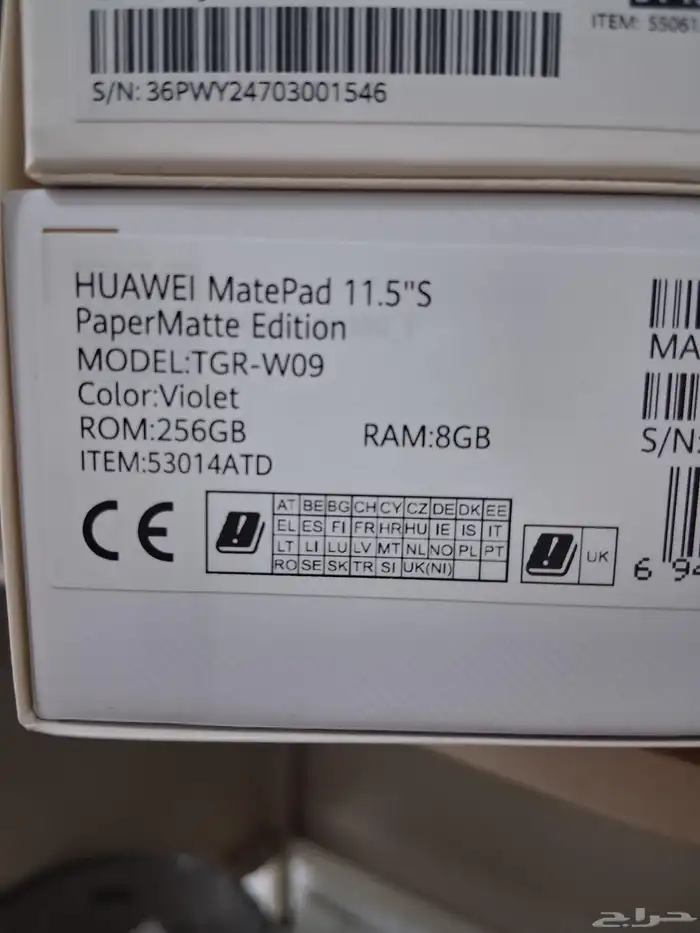 ITEM: 55061
S/N: 36PWY24703001546
HUAWEI MatePad 11.5"S
PaperMatte Edition
MODEL:TGR-W09
Color:Violet
ROM:256GB RAM:8GB
ITEM:53014ATD
CE
AT BE BG CH CY CZ DE DK EE
EL ES FI FR HR HU IE IS IT
LT LI LU LV MT NL NO PL PT
RO SE SK TR SI UK(NI)
UK
MA
S/N:
6 94
حراج